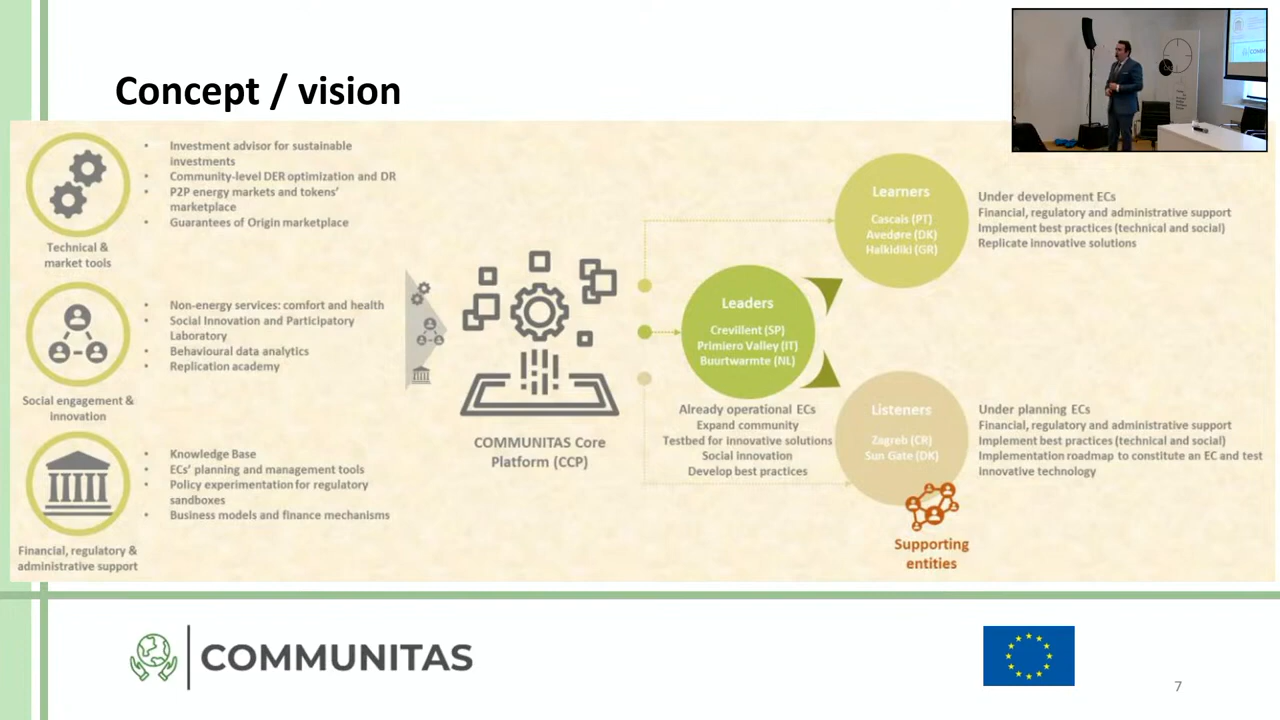 Concept / vision
• Investment advisor for sustainable
investments
• Community-level DER optimization and DR
• P2P energy markets and tokens’
marketplace
• Guarantees of Origin marketplace
Technical &
market tools
• Non-energy services: comfort and health
• Social Innovation and Participatory
Laboratory
• Behavioural data analytics
• Replication academy
Social engagement &
innovation
• Knowledge Base
• ECs’ planning and management tools
• Policy experimentation for regulatory
sandboxes
• Business models and finance mechanisms
Financial, regulatory &
administrative support
COMMUNITAS Core
Platform (CCP)
Leaders
Crevillent (SP)
Primiero Valley (IT)
Buurtwarmte (NL)
Already operational ECs
Expand community
Testbed for innovative solutions
Social innovation
Develop best practices
Learners
Cascais (PT)
Avedøre (DK)
Halkidiki (GR)
Under development ECs
Financial, regulatory and administrative support
Implement best practices (technical and social)
Replicate innovative solutions
Listeners
Zagreb (CR)
Sun Gate (DK)
Under planning ECs
Financial, regulatory and administrative support
Implement best practices (technical and social)
Implementation roadmap to constitute an EC and test
innovative technology
Supporting
entities
COMMUNITAS
7